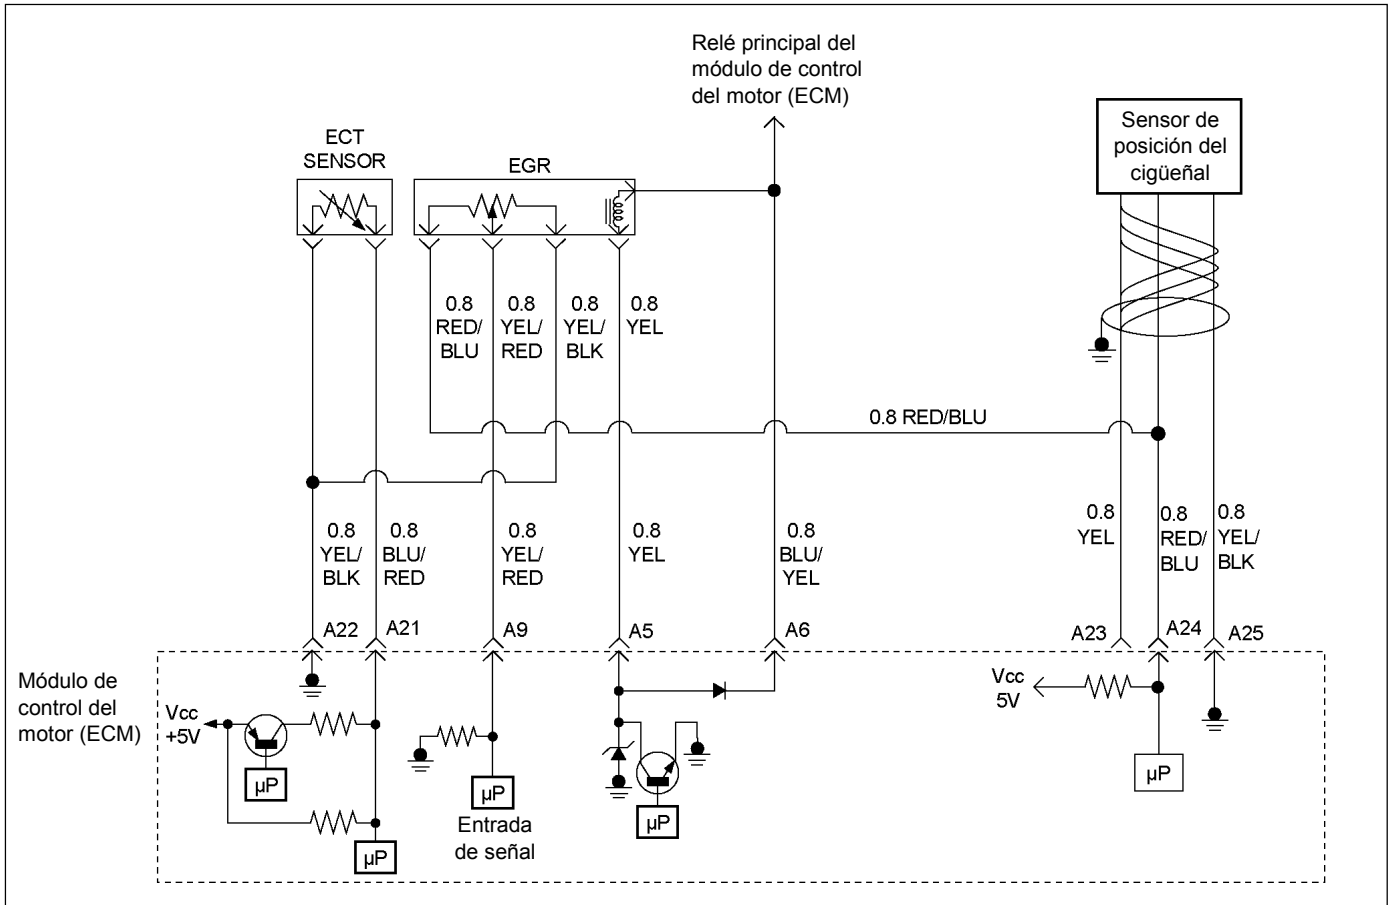 Relé principal del
módulo de control
del motor (ECM)
Sensor de
posición del
cigüeñal
ECT
SENSOR
EGR
0.8
RED/
BLU
0.8
YEL/
RED
0.8
YEL/
BLK
0.8
YEL
0.8 RED/BLU
0.8
YEL/
BLK
0.8
BLU/
RED
0.8
YEL/
RED
0.8
YEL
0.8
BLU/
YEL
0.8
YEL
0.8
RED/
BLU
0.8
YEL/
BLK
A22
A21
A9
A5
A6
A23
A24
A25
Módulo de
control del
motor (ECM)
Vcc
+5V
µP
µP
µP
Entrada
de señal
µP
Vcc
5V
µP